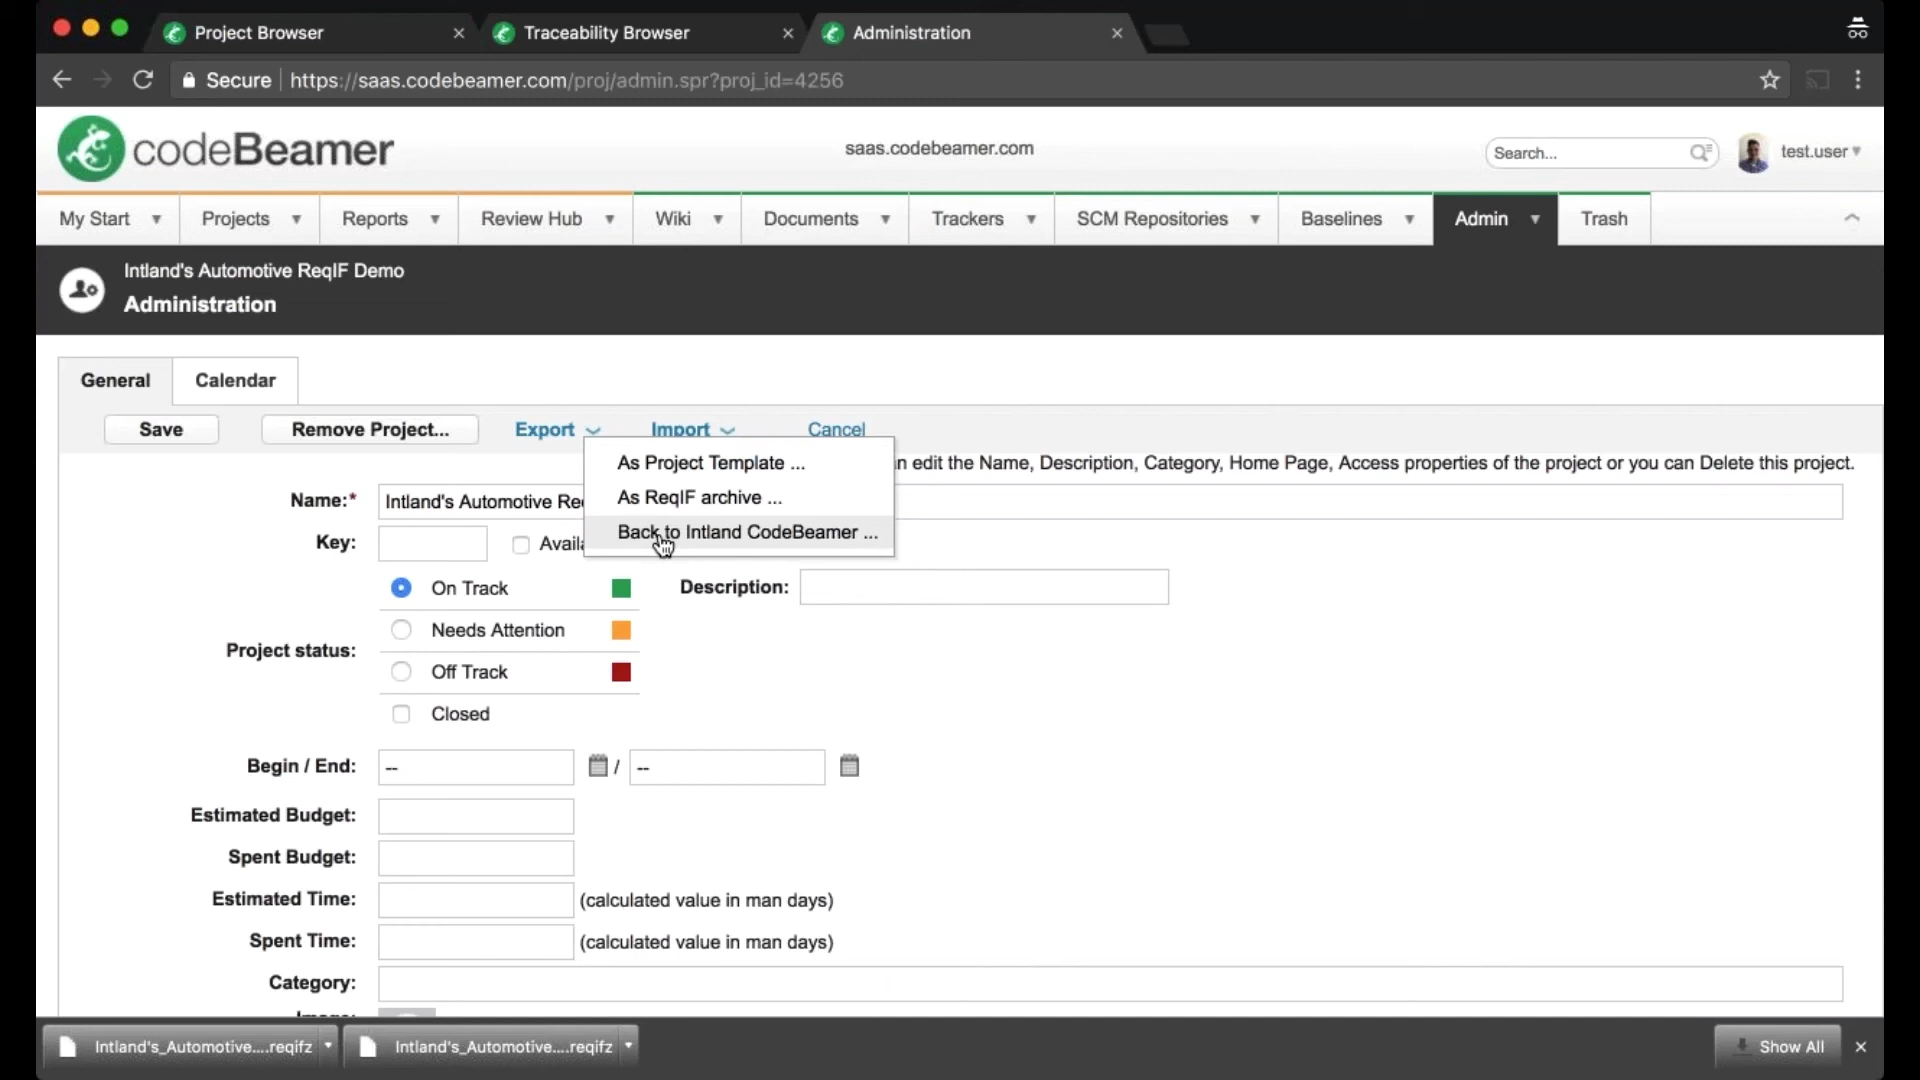 Project Browser
Traceability Browser
Administration
Secure https://saas.codebeamer.com/proj/admin.spr?proj_id=4256
codeBeamer
saas.codebeamer.com
Search...
test.user
My Start Projects Reports Review Hub Wiki Documents Trackers SCM Repositories Baselines Admin Trash
Intland's Automotive ReqIF Demo
Administration
General Calendar
Save Remove Project... Export Import Cancel
As Project Template ...
As ReqIF archive ...
Back to Intland CodeBeamer ...
edit the Name, Description, Category, Home Page, Access properties of the project or you can Delete this project.
Name:* Intland's Automotive Re
Key: Availa
On Track Description:
Needs Attention
Project status:
Off Track
Closed
Begin / End: -- / --
Estimated Budget:
Spent Budget:
Estimated Time: (calculated value in man days)
Spent Time: (calculated value in man days)
Category:
Intland's_Automotive....reqifz
Intland's_Automotive....reqifz
Show All